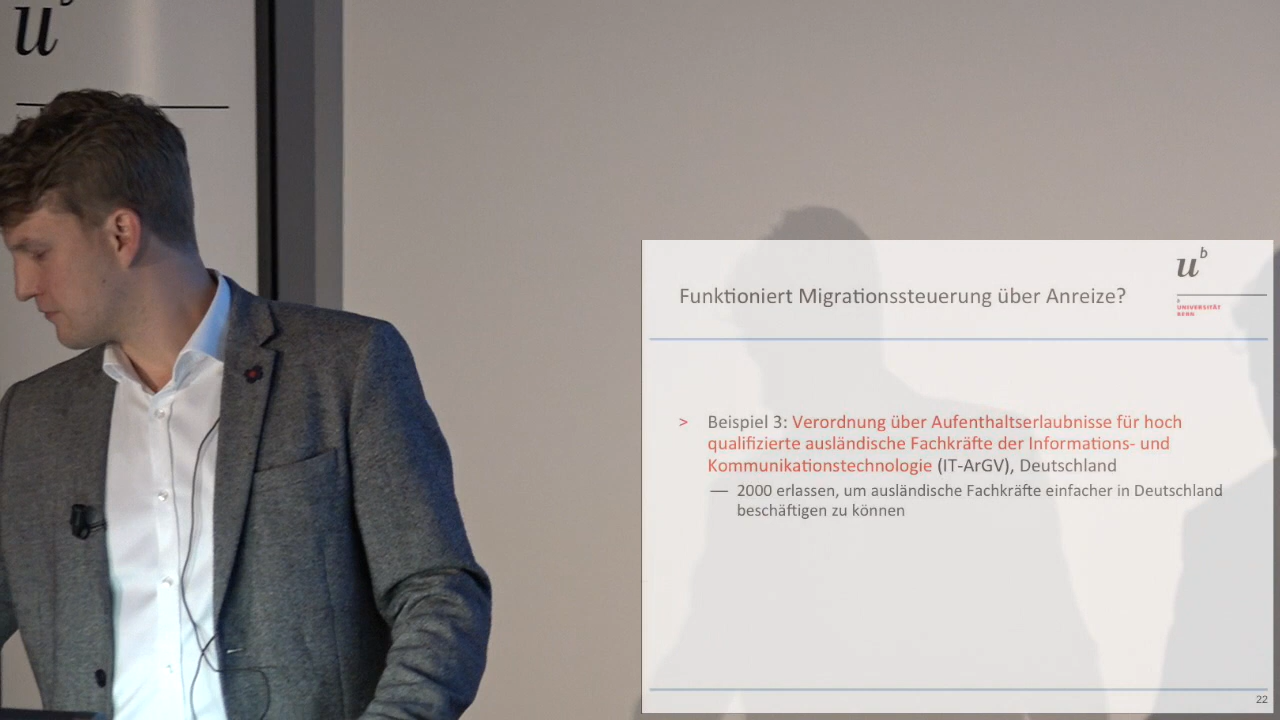 u
b
u
b
Funktioniert Migrationssteuerung über Anreize?
UNIVERSITÄT
BERN
> Beispiel 3: Verordnung über Aufenthaltserlaubnisse für hoch
qualifizierte ausländische Fachkräfte der Informations- und
Kommunikationstechnologie (IT-ArGV), Deutschland
— 2000 erlassen, um ausländische Fachkräfte einfacher in Deutschland
beschäftigen zu können
22